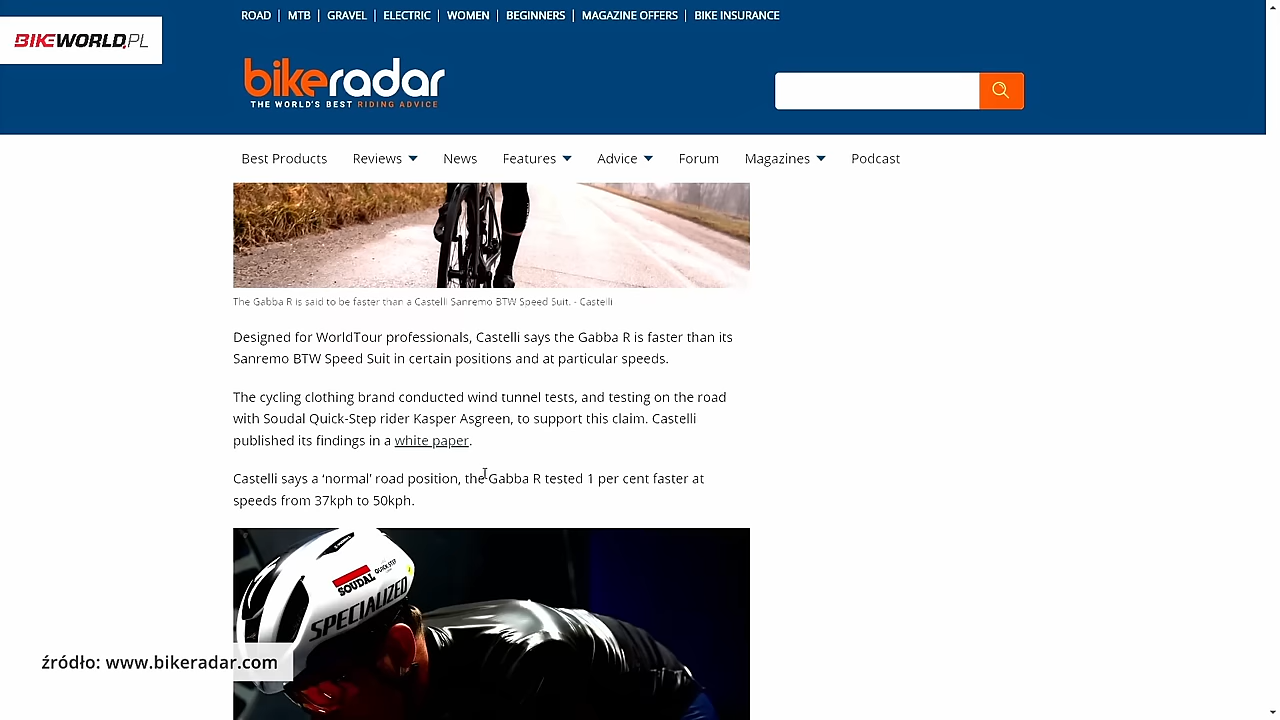 ROAD | MTB | GRAVEL | ELECTRIC | WOMEN | BEGINNERS | MAGAZINE OFFERS | BIKE INSURANCE
BIKEWORLD.PL
bikeradar
THE WORLD'S BEST RIDING ADVICE
Best Products Reviews News Features Advice Forum Magazines Podcast
The Gabba R is said to be faster than a Castelli Sanremo BTW Speed Suit. - Castelli
Designed for WorldTour professionals, Castelli says the Gabba R is faster than its
Sanremo BTW Speed Suit in certain positions and at particular speeds.
The cycling clothing brand conducted wind tunnel tests, and testing on the road
with Soudal Quick-Step rider Kasper Asgreen, to support this claim. Castelli
published its findings in a white paper.
Castelli says a ‘normal’ road position, the Gabba R tested 1 per cent faster at
speeds from 37kph to 50kph.
SOUDAL
QUICK-STEP
SPECIALIZED
źródło: www.bikeradar.com